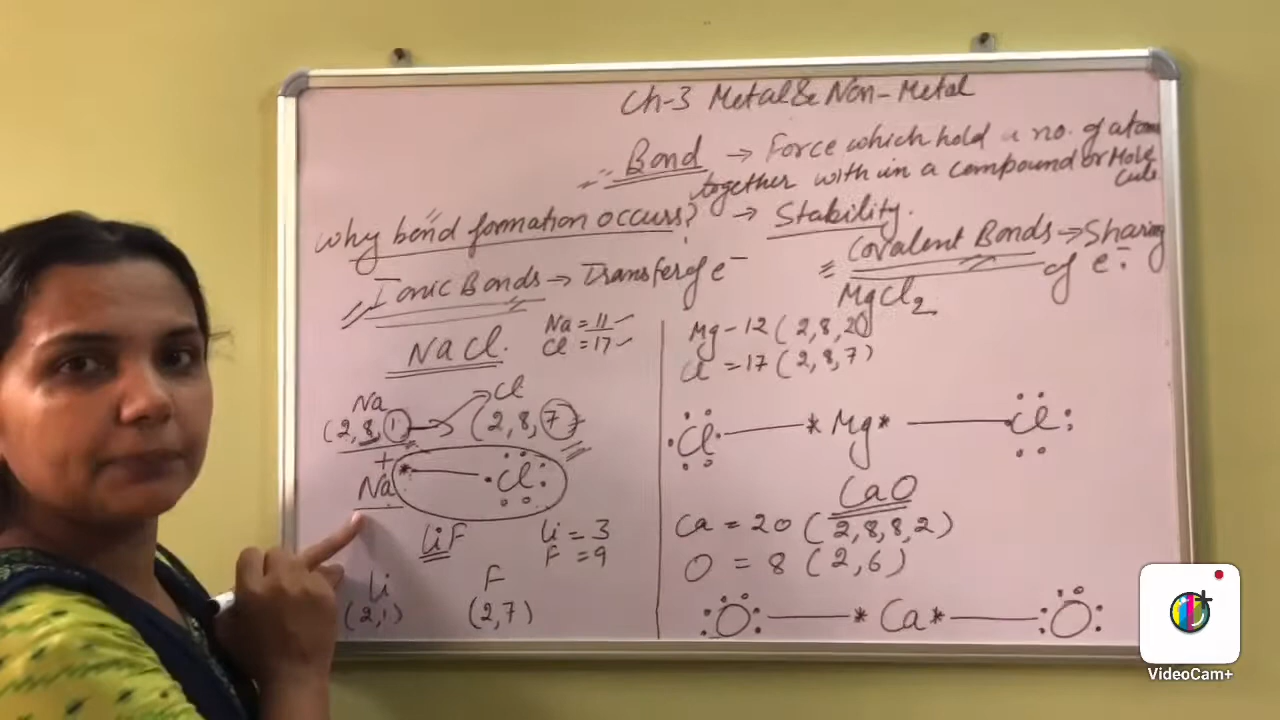 Ch-3 Metal & Non-Metal
Bond → Force which hold a no. of atom
together with in a compound or Mole
cule
why bond formation occurs? → Stability.
Ionic Bonds → Transfer of e⁻
Covalent Bonds → Sharing
of e⁻.
NaCl.
Na = 11
Cl = 17
Na
(2,8,1)
Cl
(2,8,7)
+
Na
Cl
LiF
Li = 3
F = 9
Li
(2,1)
F
(2,7)
MgCl2
Mg - 12 (2,8,2)
Cl = 17 (2,8,7)
Cl * Mg * Cl
CaO
Ca = 20 (2,8,8,2)
O = 8 (2,6)
O * Ca * O
VideoCam+